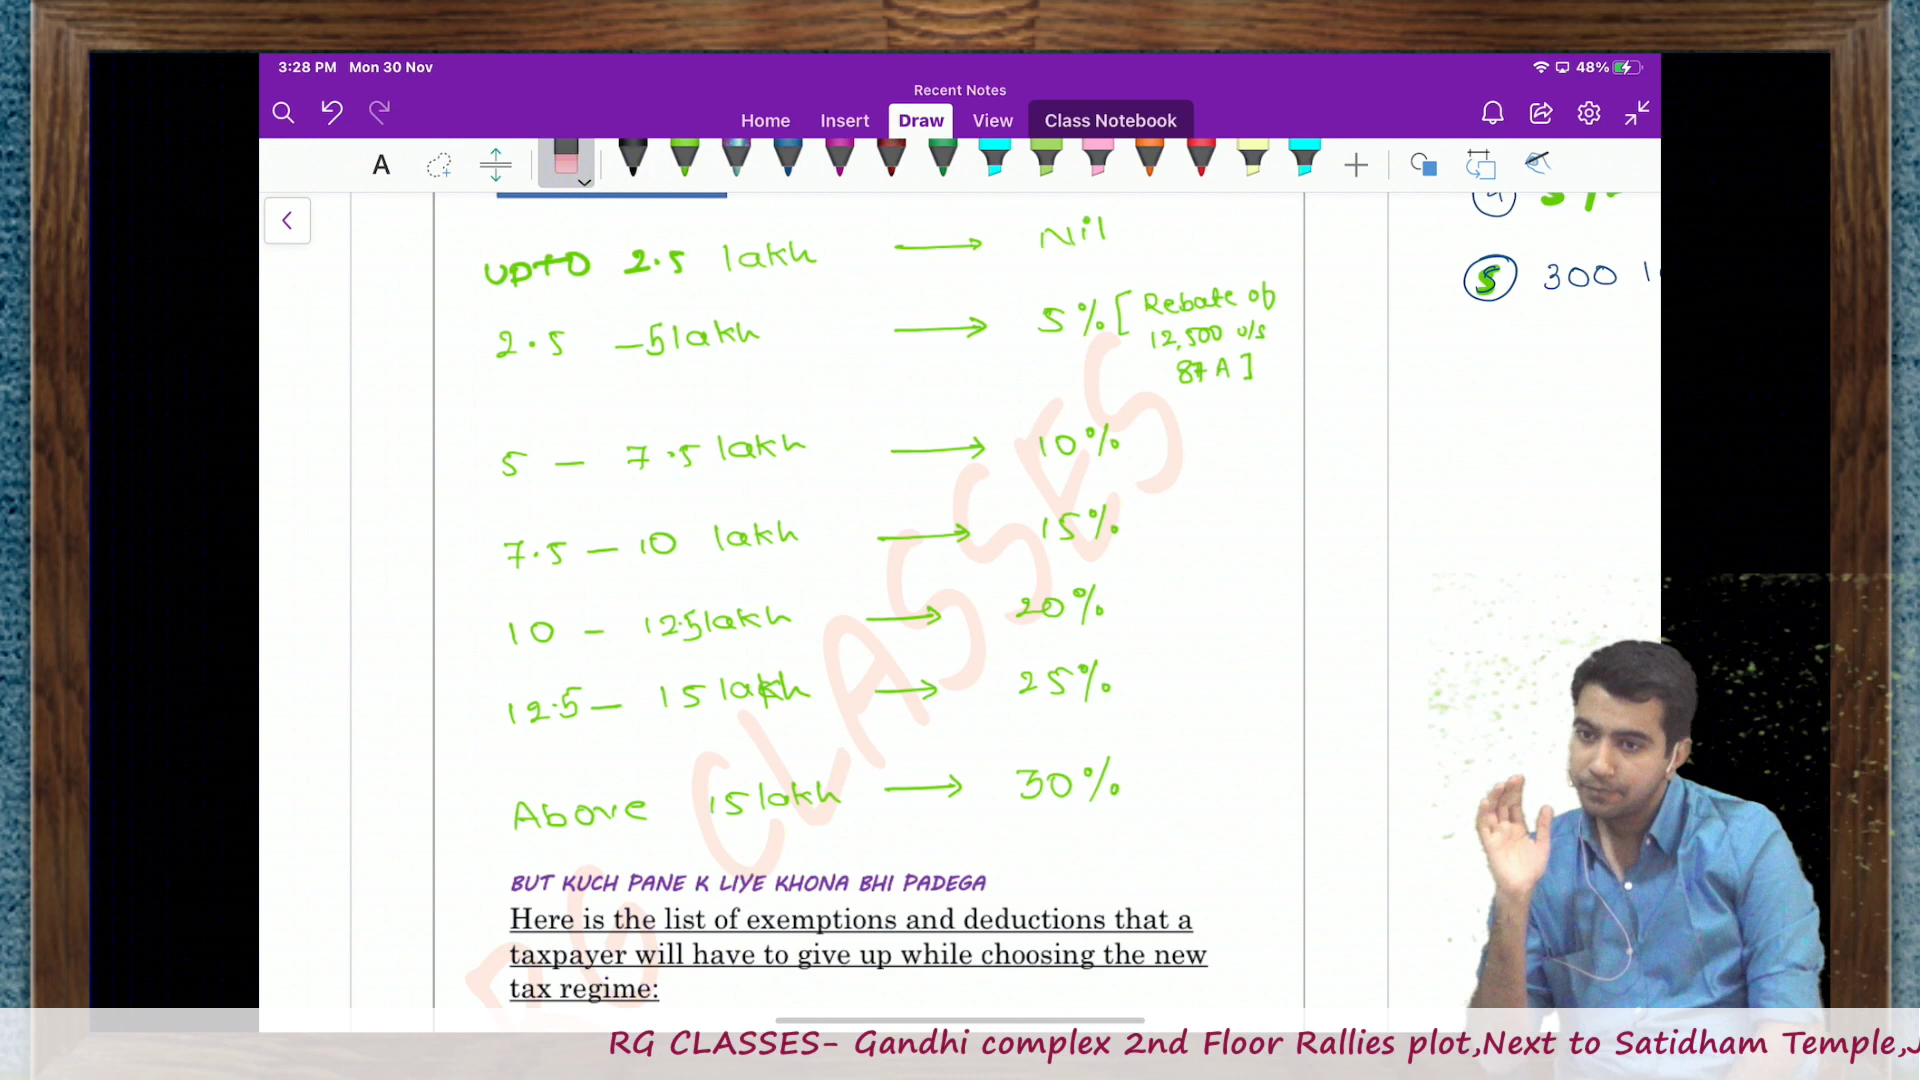 3:28 PM Mon 30 Nov
48%
Recent Notes
Home Insert Draw View Class Notebook
A
UPTO 2.5 lakh → Nil
2.5 – 5 lakh → 5% [ Rebate of
12,500 u/s
87 A ]
5 – 7.5 lakh → 10%
7.5 – 10 lakh → 15%
10 – 12.5 lakh → 20%
12.5 – 15 lakh → 25%
Above 15 lakh → 30%
5 300
RG CLASSES
BUT KUCH PANE K LIYE KHONA BHI PADEGA
Here is the list of exemptions and deductions that a
taxpayer will have to give up while choosing the new
tax regime:
RG CLASSES- Gandhi complex 2nd Floor Rallies plot,Next to Satidham Temple,J